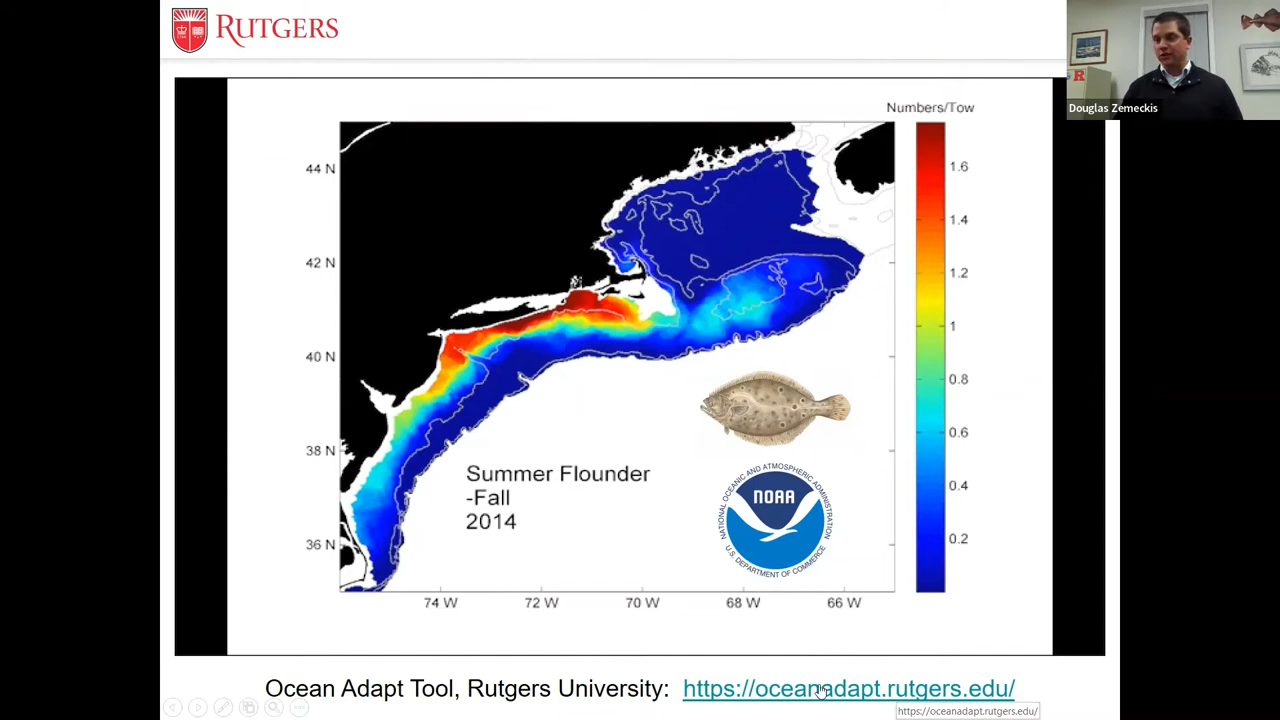 RUTGERS
Douglas Zemeckis
Numbers/Tow
44 N
42 N
40 N
38 N
36 N
74 W
72 W
70 W
68 W
66 W
1.6
1.4
1.2
1
0.8
0.6
0.4
0.2
Summer Flounder
-Fall
2014
NATIONAL OCEANIC AND ATMOSPHERIC ADMINISTRATION
NOAA
U.S. DEPARTMENT OF COMMERCE
Ocean Adapt Tool, Rutgers University: https://oceanadapt.rutgers.edu/
https://oceanadapt.rutgers.edu/
R